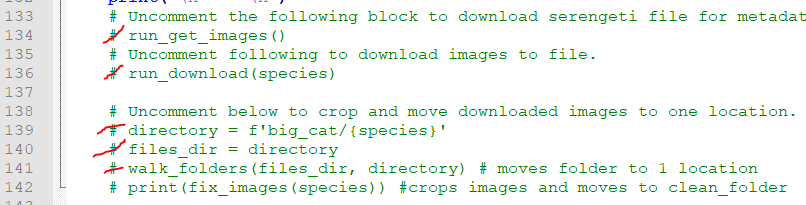 133 # Uncomment the following block to download serengeti file for metadat
134 # run_get_images()
135 # Uncomment following to download images to file.
136 # run_download(species)
137
138 # Uncomment below to crop and move downloaded images to one location.
139 # directory = f'big_cat/{species}'
140 # files_dir = directory
141 # walk_folders(files_dir, directory) # moves folder to 1 location
142 # print(fix_images(species)) #crops images and moves to clean_folder